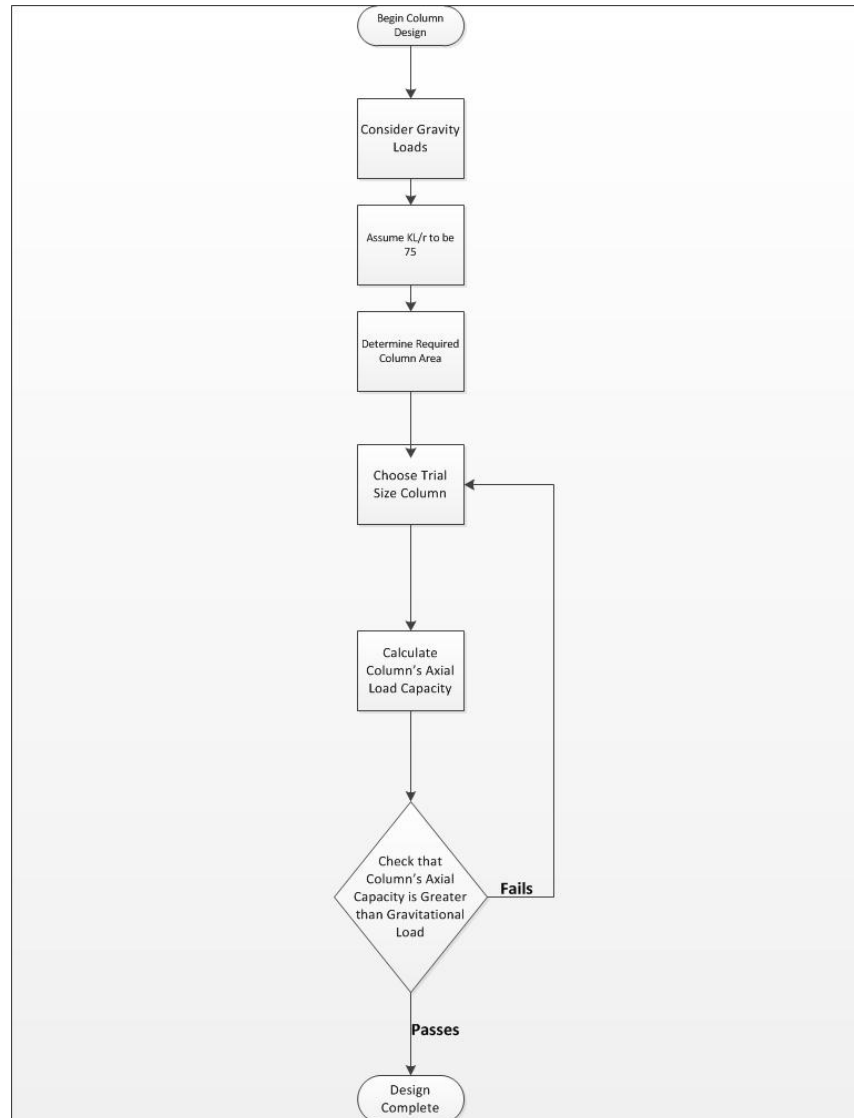 Begin Column
Design
Consider Gravity
Loads
Assume KL/r to be
75
Determine Required
Column Area
Choose Trial
Size Column
Calculate
Column's Axial
Load Capacity
Check that
Column's Axial
Capacity is Greater
than Gravitational
Load
Fails
Passes
Design
Complete